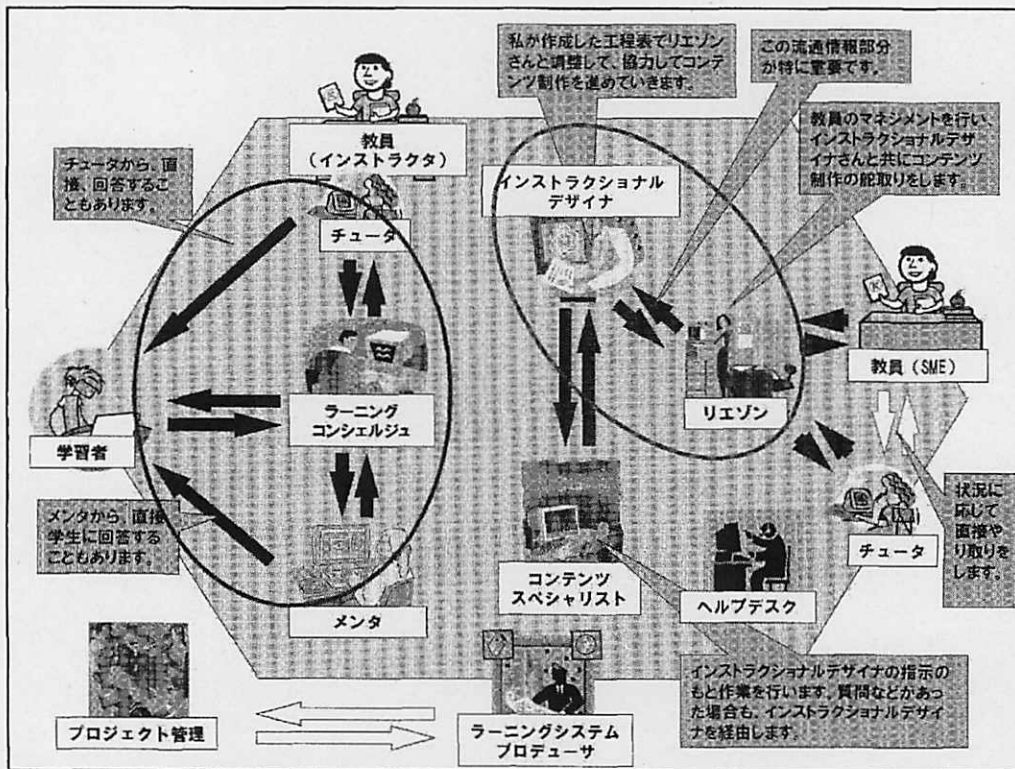 私が作成した工程表でリエゾン
さんと調整して、協力してコンテ
ンツ制作を進めていきます。
この流通情報部分
が特に重要です。
教員のマネジメントを行い、
インストラクショナルデザイ
ナさんと共にコンテンツ
制作の舵取りをします。
チュータから、直
接、回答するこ
ともあります。
教員
(インストラクタ)
チュータ
インストラクショナル
デザイナ
教員(SME)
リエゾン
ラーニング
コンシェルジュ
学習者
メンタから、直接
学生に回答する
こともあります。
メンタ
コンテンツ
スペシャリスト
ヘルプデスク
チュータ
状況に
応じて
直接や
り取りを
します。
インストラクショナルデザイナの指示の
もと作業を行います。質問などがあっ
た場合も、インストラクショナルデザイ
ナを経由します。
プロジェクト管理
ラーニングシステム
プロデューサ